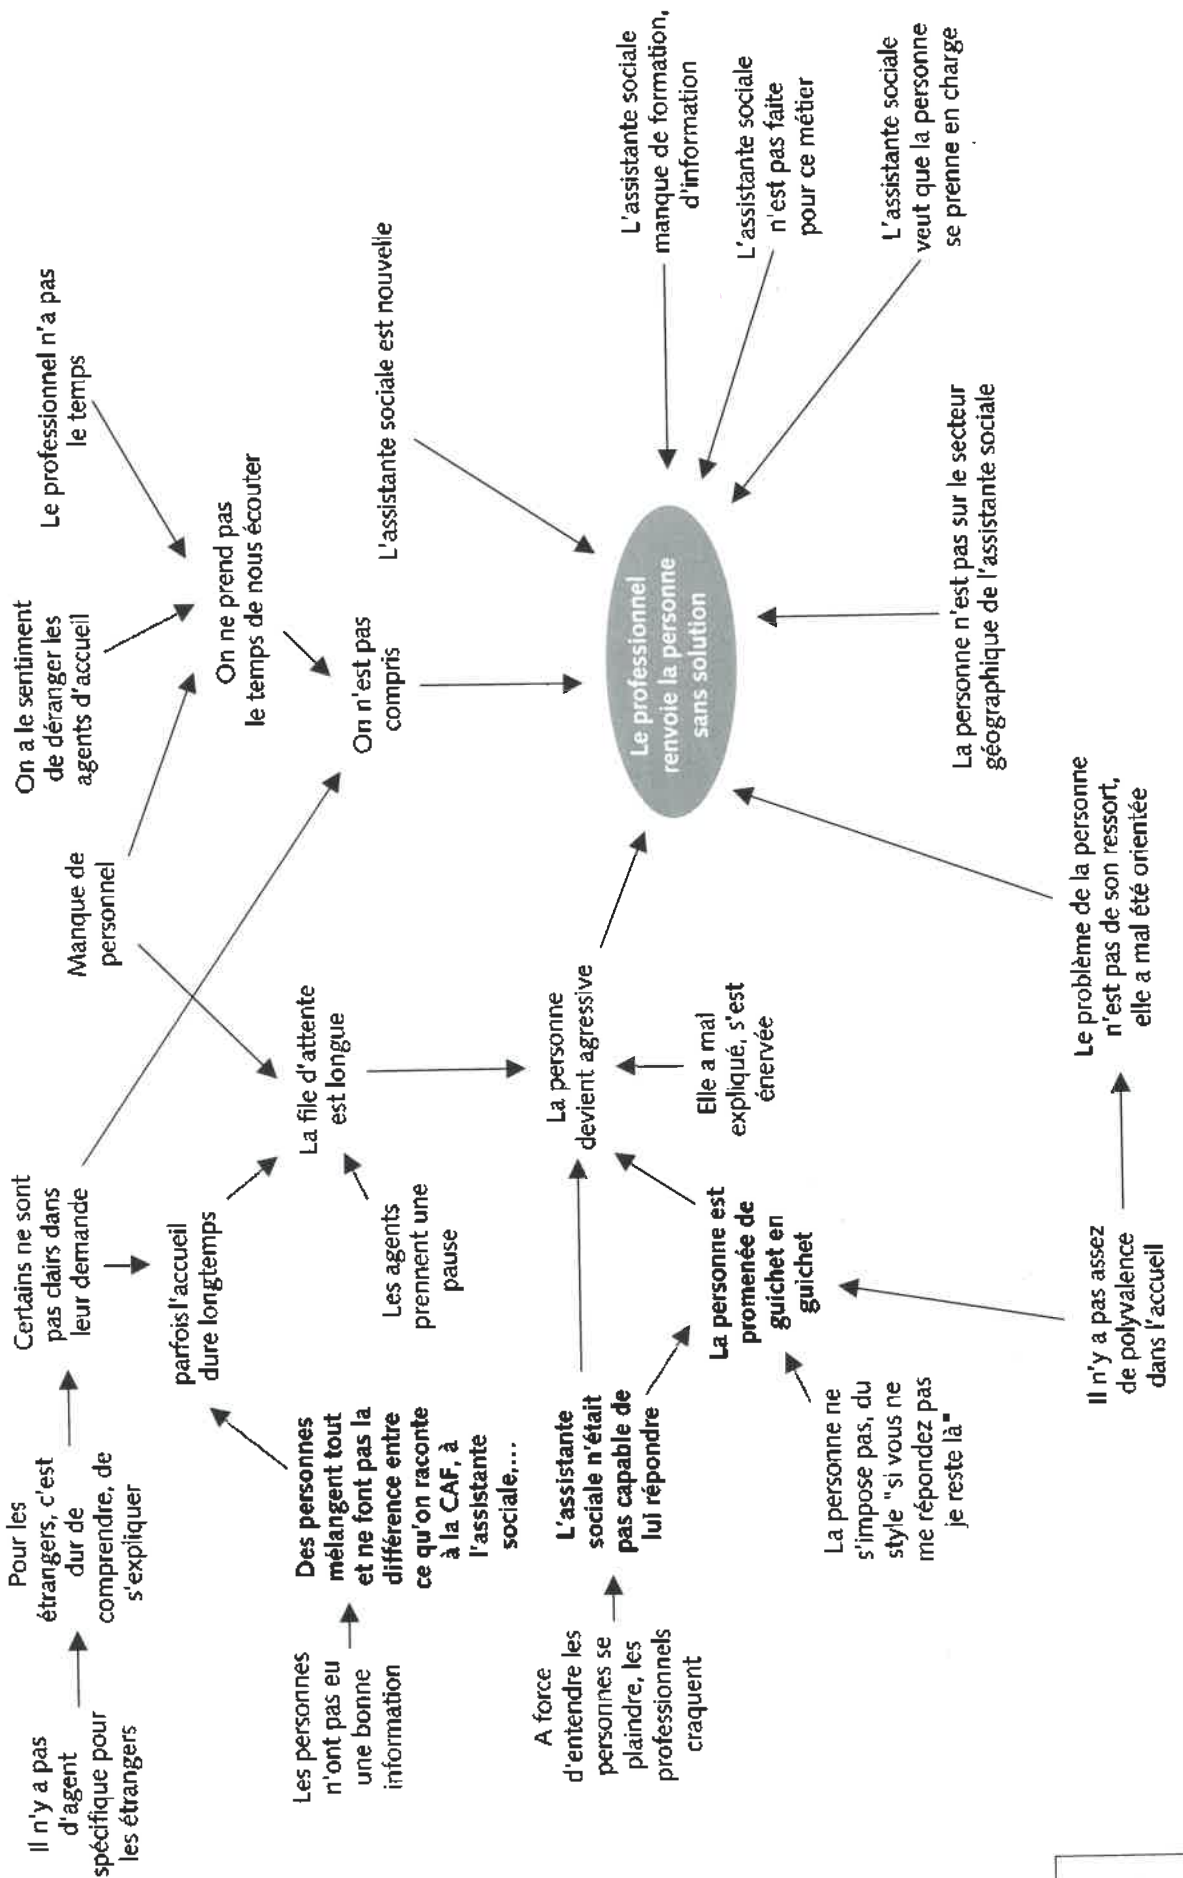 Il n'y a pas
d'agent
spécifique pour
les étrangers
Pour les
étrangers, c'est
dur de
comprendre, de
s'expliquer
Certains ne sont
pas clairs dans
leur demande
Manque de
personnel
On a le sentiment
de déranger les
agents d'accueil
Le professionnel n'a pas
le temps
On ne prend pas
le temps de nous écouter
parfois l'accueil
dure longtemps
La file d'attente
est longue
On n'est pas
compris
L'assistante sociale est nouvelle
Les personnes
n'ont pas eu
une bonne
information
Des personnes
mélangent tout
et ne font pas la
différence entre
ce qu'on raconte
à la CAF, à
l'assistante
sociale,...
Les agents
prennent une
pause
A force
d'entendre les
personnes se
plaindre, les
professionnels
craquent
L'assistante
sociale n'était
pas capable de
lui répondre
La personne
devient agressive
Le professionnel
renvoie la personne
sans solution
L'assistante sociale
manque de formation,
d'information
L'assistante sociale
n'est pas faite
pour ce métier
L'assistante sociale
veut que la personne
se prenne en charge
La personne est
promenée de
guichet en
guichet
Elle a mal
expliqué, s'est
énervée
La personne ne
s'impose pas, du
style "si vous ne
me répondez pas
je reste là"
La personne n'est pas sur le secteur
géographique de l'assistante sociale
Il n'y a pas assez
de polyvalence
dans l'accueil
Le problème de la personne
n'est pas de son ressort,
elle a mal été orientée